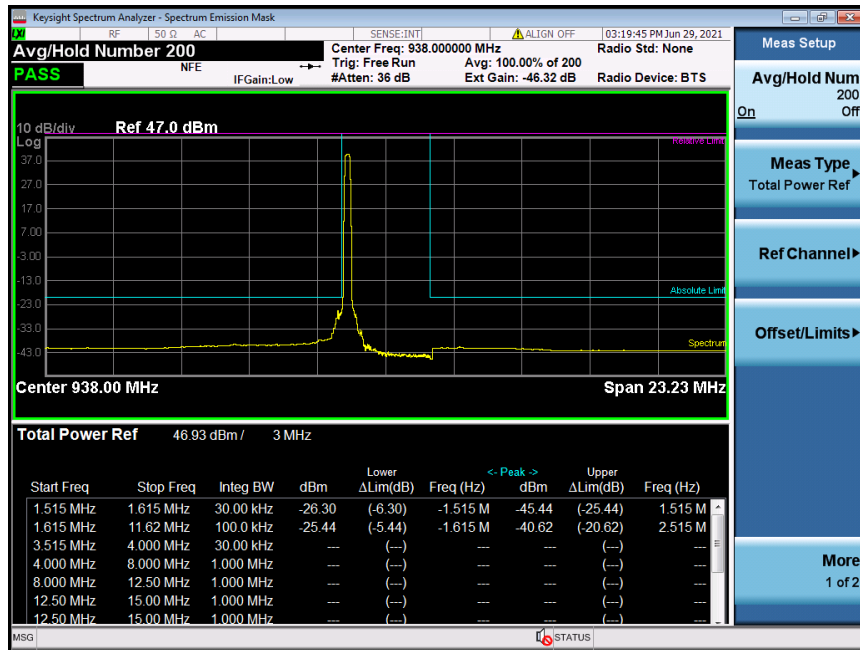 Keysight Spectrum Analyzer - Spectrum Emission Mask
LXI RF 50 Ω AC SENSE:INT ALIGN OFF 03:19:45 PM Jun 29, 2021
Avg/Hold Number 200 Center Freq: 938.000000 MHz Radio Std: None
Trig: Free Run Avg: 100.00% of 200
PASS NFE IFGain:Low #Atten: 36 dB Ext Gain: -46.32 dB Radio Device: BTS
10 dB/div Ref 47.0 dBm
Log
Relative Limit
37.0
27.0
17.0
7.00
-3.00
-13.0
Absolute Limit
-23.0
-33.0
Spectrum
-43.0
Center 938.00 MHz Span 23.23 MHz
Total Power Ref 46.93 dBm / 3 MHz
Lower <- Peak -> Upper
Start Freq Stop Freq Integ BW dBm ΔLim(dB) Freq (Hz) dBm ΔLim(dB) Freq (Hz)
1.515 MHz 1.615 MHz 30.00 kHz -26.30 (-6.30) -1.515 M -45.44 (-25.44) 1.515 M
1.615 MHz 11.62 MHz 100.0 kHz -25.44 (-5.44) -1.615 M -40.62 (-20.62) 2.515 M
3.515 MHz 4.000 MHz 30.00 kHz --- (---) --- --- (---) ---
4.000 MHz 8.000 MHz 1.000 MHz --- (---) --- --- (---) ---
8.000 MHz 12.50 MHz 1.000 MHz --- (---) --- --- (---) ---
12.50 MHz 15.00 MHz 1.000 MHz --- (---) --- --- (---) ---
12.50 MHz 15.00 MHz 1.000 MHz --- (---) --- --- (---) ---
MSG STATUS
Meas Setup
Avg/Hold Num
200
On Off
Meas Type
Total Power Ref
Ref Channel
Offset/Limits
More
1 of 2